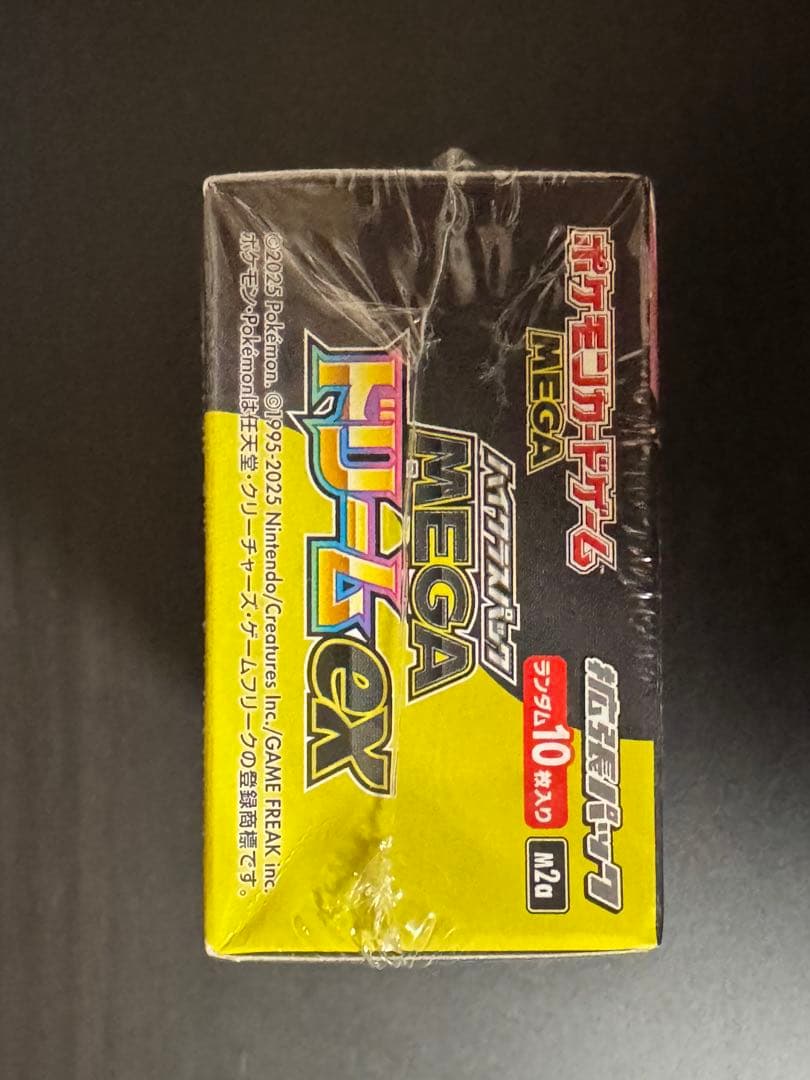 ポケモンカードゲーム
MEGA
拡張パック
ハイクラスパック
ランダム10枚入り
M2a
MEGA
ドリームex
©2025 Pokémon. ©1995-2025 Nintendo/Creatures Inc./GAME FREAK inc.
ポケモン・Pokémonは任天堂・クリーチャーズ・ゲームフリークの登録商標です。